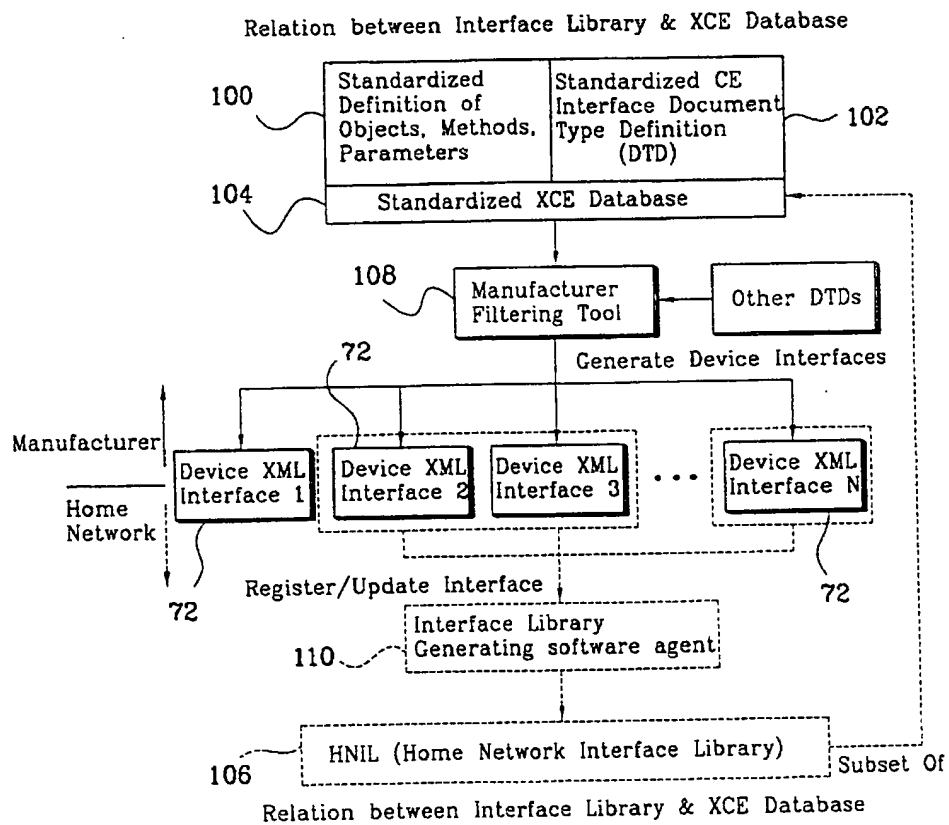 Relation between Interface Library & XCE Database
100
Standardized
Definition of
Objects, Methods,
Parameters
Standardized CE
Interface Document
Type Definition
(DTD)
102
104
Standardized XCE Database
108
Manufacturer
Filtering Tool
Other DTDs
72
Generate Device Interfaces
Manufacturer
Home
Network
Device XML
Interface 1
Device XML
Interface 2
Device XML
Interface 3
•••
Device XML
Interface N
72
Register/Update Interface
72
110
Interface Library
Generating software agent
106
HNIL (Home Network Interface Library)
Subset Of
Relation between Interface Library & XCE Database